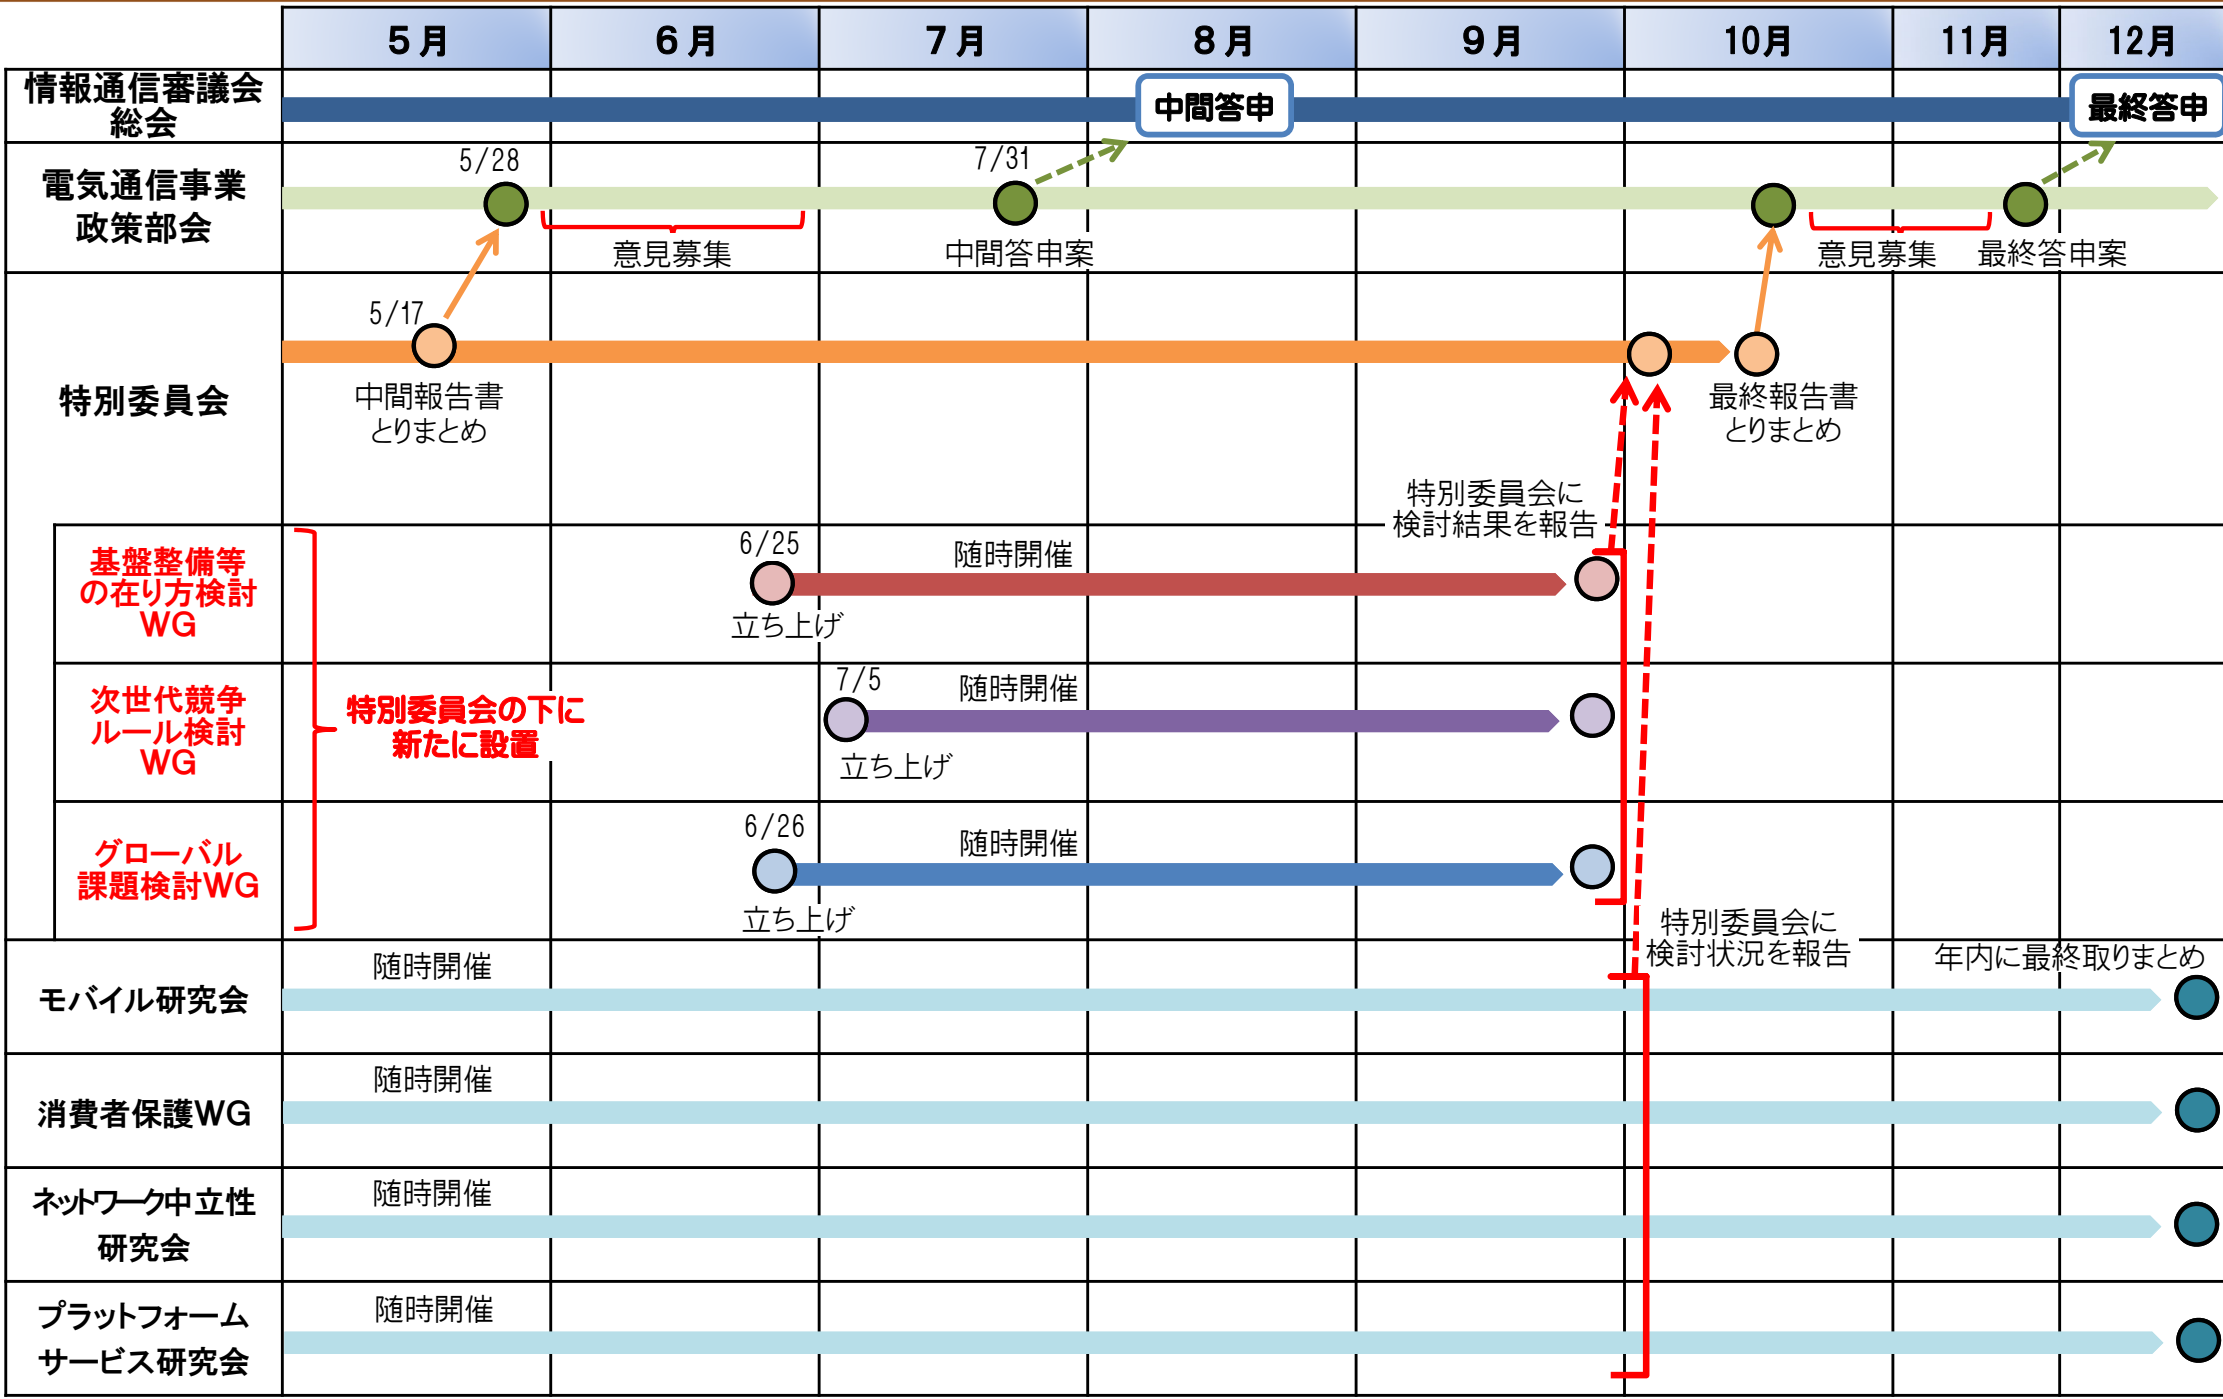 5月 6月 7月 8月 9月 10月 11月 12月
情報通信審議会
総会
中間答申
最終答申
電気通信事業
政策部会
5/28
意見募集
7/31
中間答申案
意見募集
最終答申案
特別委員会
5/17
中間報告書
とりまとめ
最終報告書
とりまとめ
特別委員会に
検討結果を報告
基盤整備等
の在り方検討
WG
6/25
立ち上げ
随時開催
次世代競争
ルール検討
WG
特別委員会の下に
新たに設置
7/5
立ち上げ
随時開催
グローバル
課題検討WG
6/26
立ち上げ
随時開催
特別委員会に
検討状況を報告
モバイル研究会
随時開催
年内に最終取りまとめ
消費者保護WG
随時開催
ネットワーク中立性
研究会
随時開催
プラットフォーム
サービス研究会
随時開催